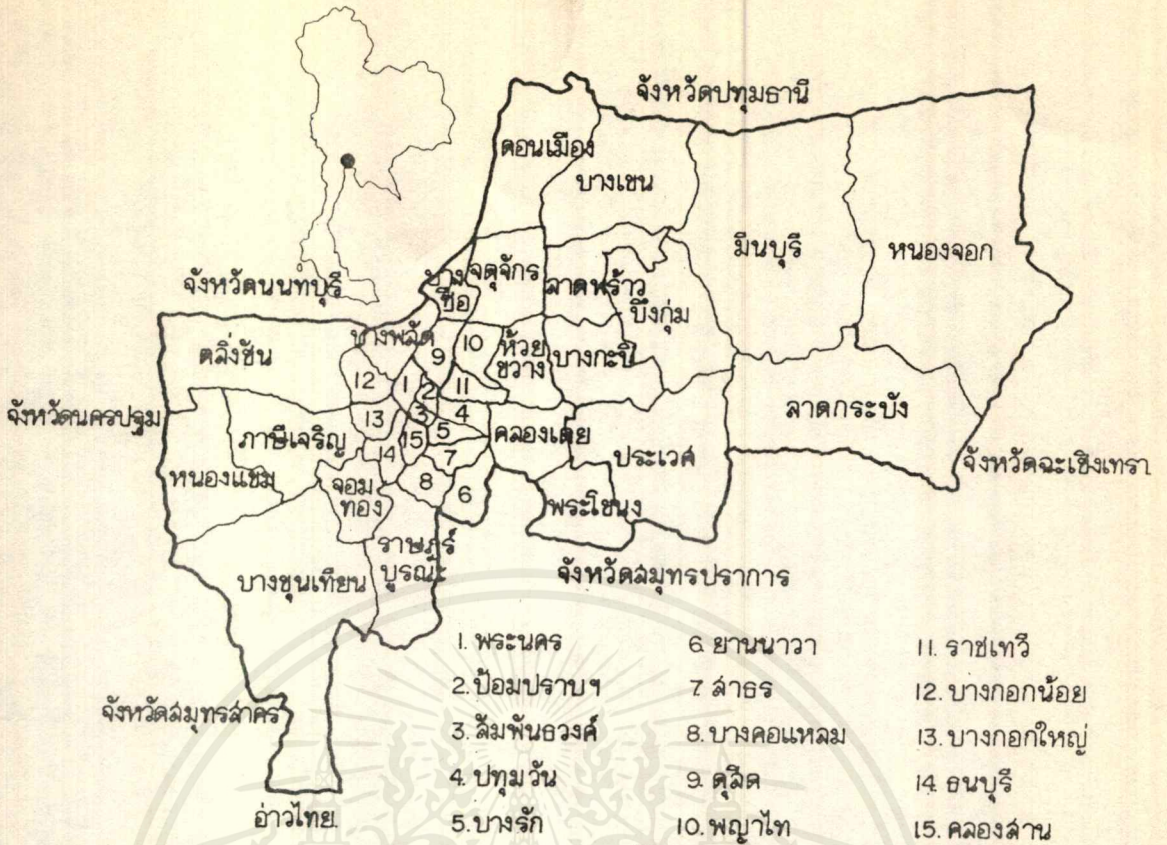 จังหวัดปทุมธานี
ดอนเมือง
บางเขน
มีนบุรี
หนองจอก
จังหวัดนนทบุรี
บางซื่อ
จตุจักร
ลาดพร้าว
บึงกุ่ม
ตลิ่งชัน
บางพลัด
9
10
ห้วยขวาง
บางกะปิ
12
1
2
11
ลาดกระบัง
จังหวัดนครปฐม
13
3
4
ภาษีเจริญ
15
5
คลองเตย
14
7
ประเวศ
จังหวัดฉะเชิงเทรา
หนองแขม
จอมทอง
8
6
พระโขนง
ราษฎร์บูรณะ
บางขุนเทียน
จังหวัดสมุทรปราการ
จังหวัดสมุทรสาคร
อ่าวไทย
1. พระนคร
2. ป้อมปราบฯ
3. สัมพันธวงศ์
4. ปทุมวัน
5. บางรัก
6. ยานนาวา
7. สาธร
8. บางคอแหลม
9. ดุสิต
10. พญาไท
11. ราชเทวี
12. บางกอกน้อย
13. บางกอกใหญ่
14. ธนบุรี
15. คลองสาน